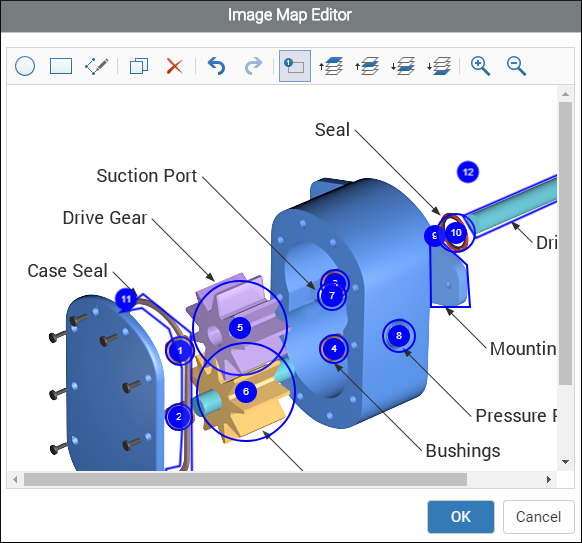 Image Map Editor
Seal
12
Suction Port
Drive Gear
9
10
Dri
Case Seal
11
7
5
8
1
4
Mountin
6
2
Pressure
Bushings
OK
Cancel